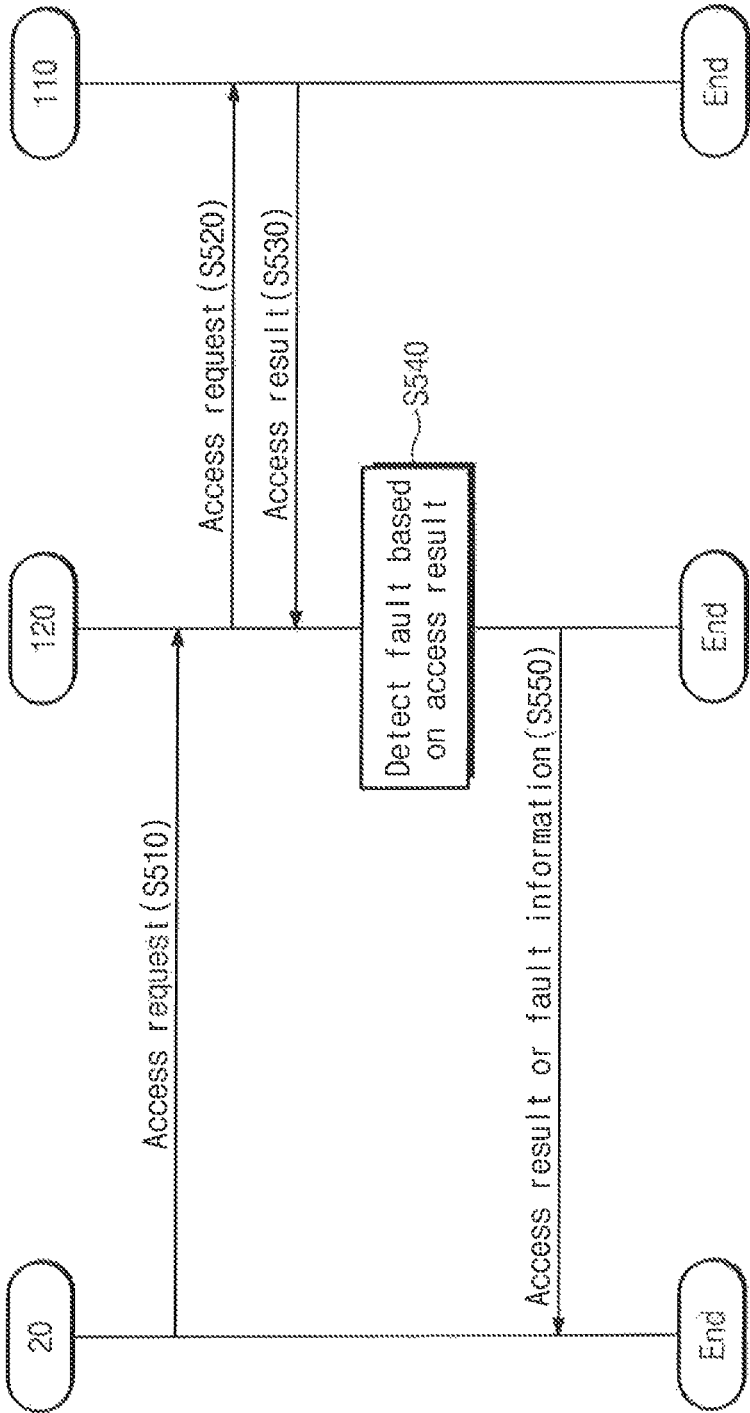 20
120
110
Access request(S510)
Access request(S520)
Access result(S530)
Detect fault based
on access result
S540
Access result or fault information(S550)
End
End
End